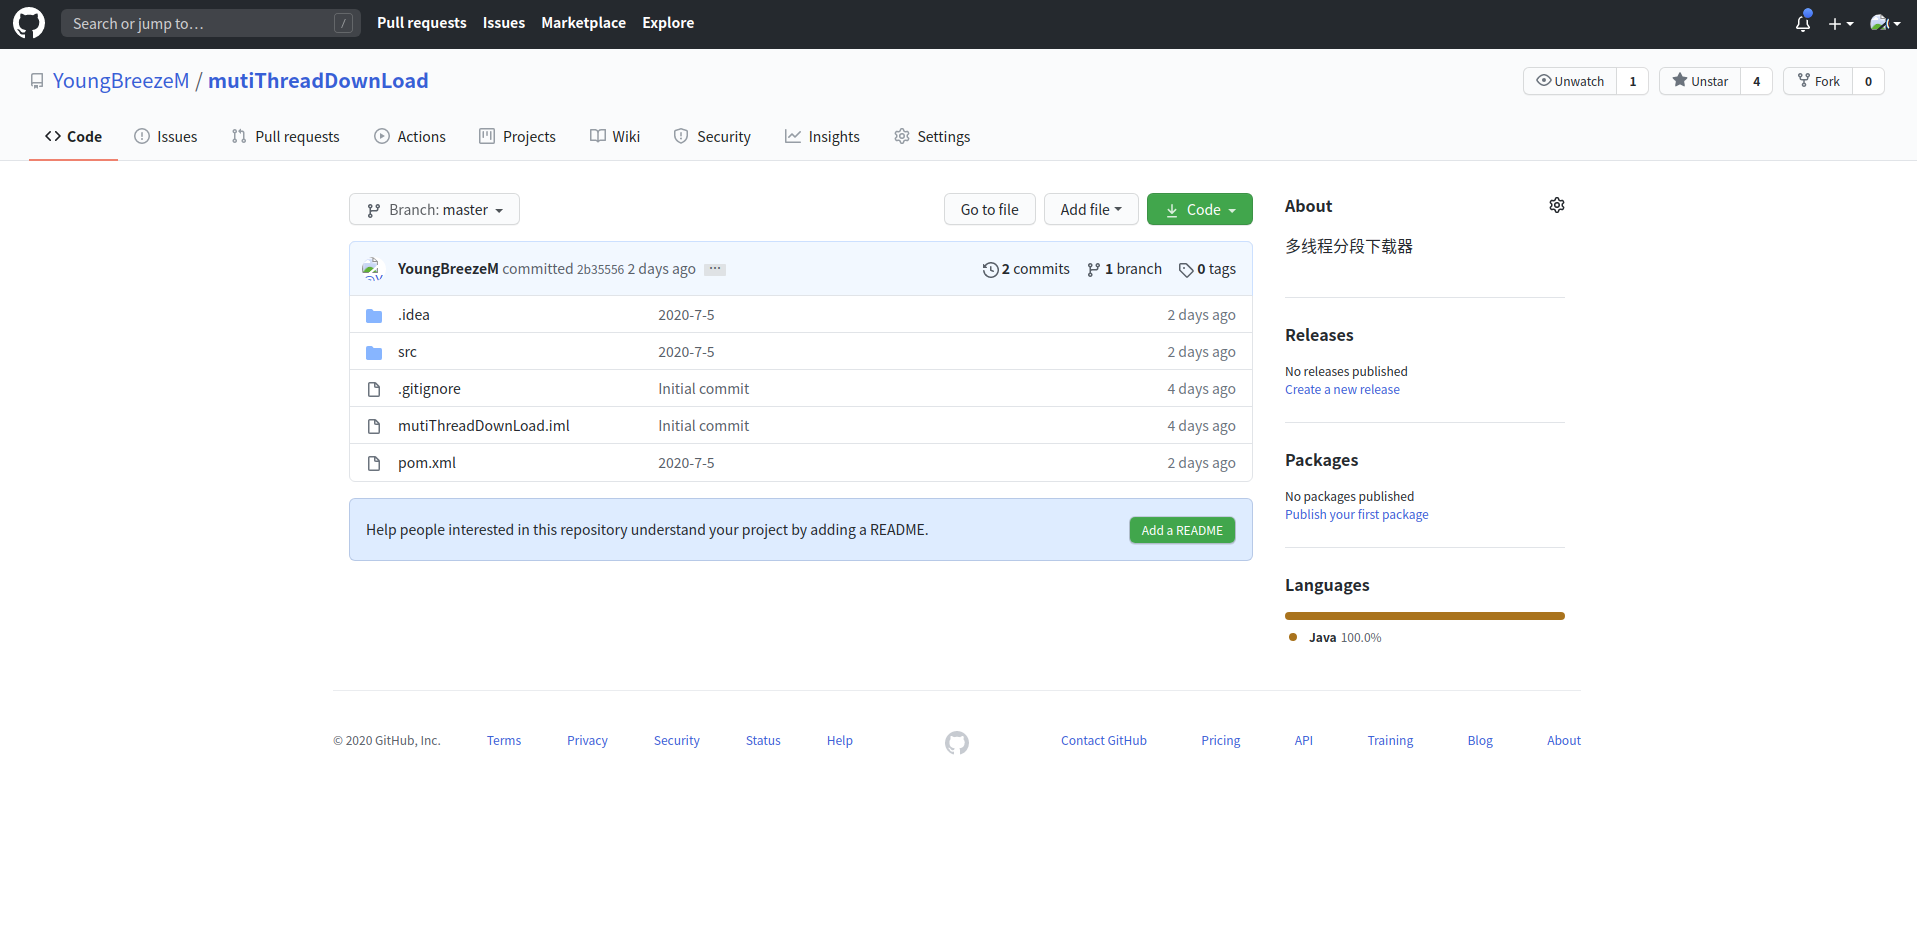 Search or jump to… /
Pull requests Issues Marketplace Explore
YoungBreezeM / mutiThreadDownLoad
Unwatch 1 Unstar 4 Fork 0
Code Issues Pull requests Actions Projects Wiki Security Insights Settings
Branch: master Go to file Add file Code
YoungBreezeM committed 2b35556 2 days ago ... 2 commits 1 branch 0 tags
.idea 2020-7-5 2 days ago
src 2020-7-5 2 days ago
.gitignore Initial commit 4 days ago
mutiThreadDownLoad.iml Initial commit 4 days ago
pom.xml 2020-7-5 2 days ago
Help people interested in this repository understand your project by adding a README. Add a README
About
多线程分段下载器
Releases
No releases published
Create a new release
Packages
No packages published
Publish your first package
Languages
Java 100.0%
© 2020 GitHub, Inc. Terms Privacy Security Status Help Contact GitHub Pricing API Training Blog About